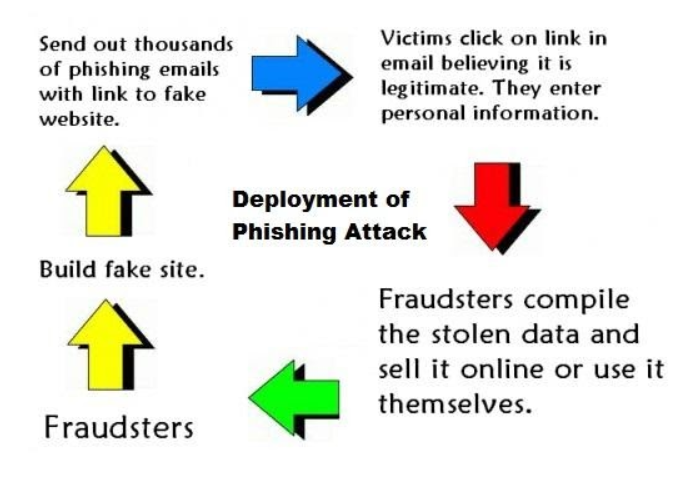 Send out thousands
of phishing emails
with link to fake
website.
Victims click on link in
email believing it is
legitimate. They enter
personal information.
Deployment of
Phishing Attack
Build fake site.
Fraudsters compile
the stolen data and
sell it online or use it
themselves.
Fraudsters